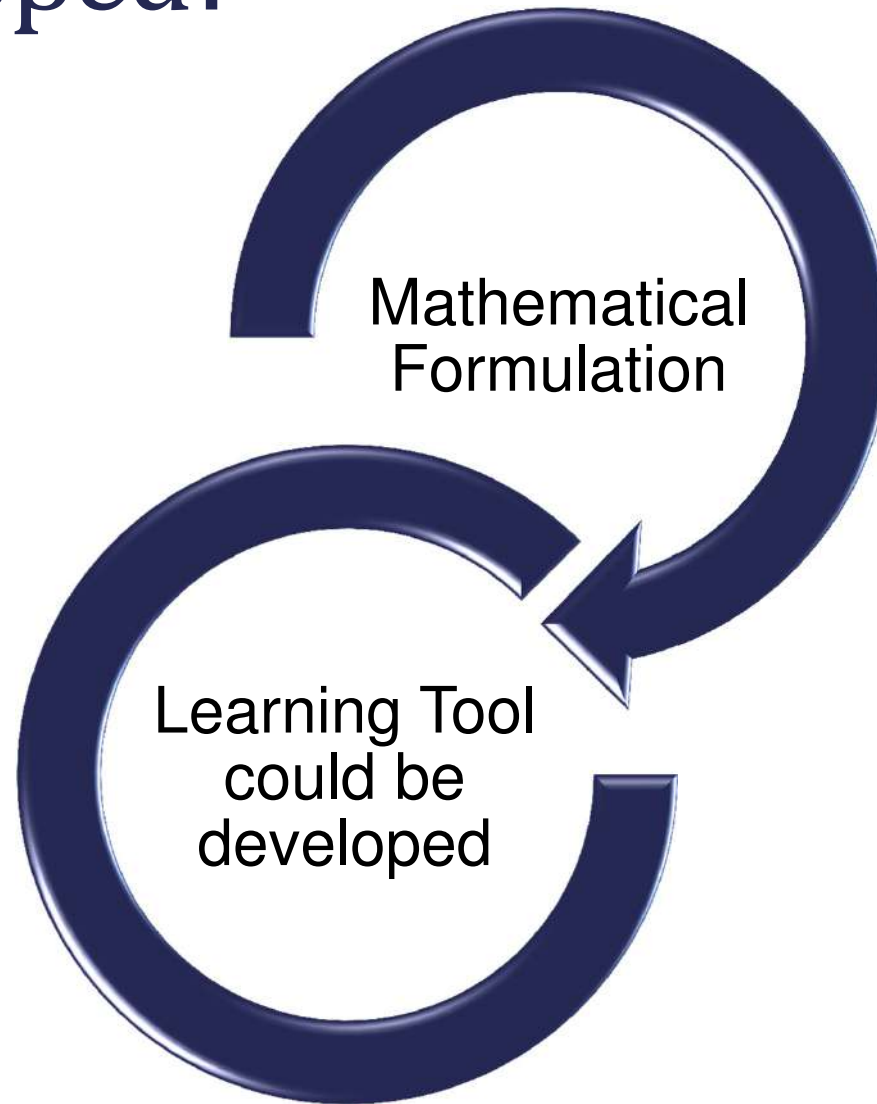 Mathematical
Formulation
Learning Tool
could be
developed